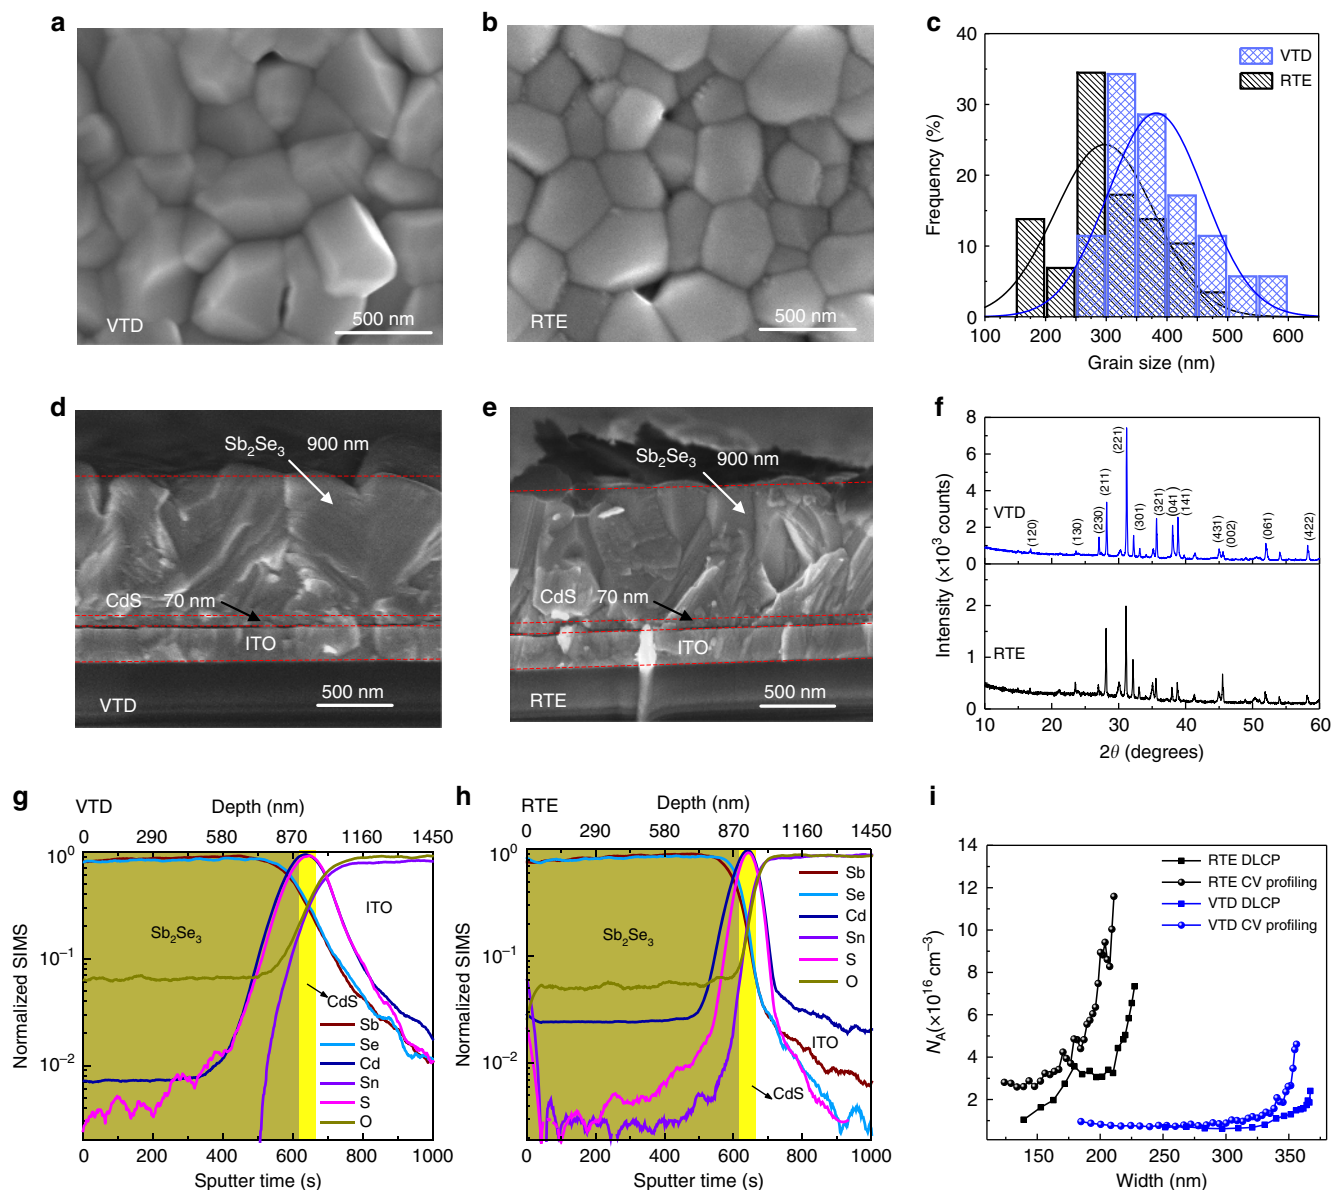 a
VTD
500 nm
b
RTE
500 nm
c
40
30
20
10
0
Frequency (%)
VTD
RTE
100 200 300 400 500 600
Grain size (nm)
d
Sb2Se3 900 nm
CdS 70 nm
ITO
VTD
500 nm
e
Sb2Se3 900 nm
CdS 70 nm
ITO
RTE
500 nm
f
8
6
4
2
0
2
1
0
Intensity (×10³ counts)
VTD
RTE
(120) (130) (230) (211) (221) (301) (321) (041) (141) (431) (002) (061) (422)
10 20 30 40 50 60
2θ (degrees)
g
VTD
Depth (nm)
0 290 580 870 1160 1450
10⁰
10⁻¹
10⁻²
Normalized SIMS
Sb2Se3
ITO
CdS
Sb
Se
Cd
Sn
S
O
0 200 400 600 800 1000
Sputter time (s)
h
RTE
Depth (nm)
0 290 580 870 1160 1450
10⁰
10⁻¹
10⁻²
Normalized SIMS
Sb
Se
Cd
Sn
S
O
Sb2Se3
ITO
CdS
0 200 400 600 800 1000
Sputter time (s)
i
14
12
10
8
6
4
2
NA(×10¹⁶ cm⁻³)
RTE DLCP
RTE CV profiling
VTD DLCP
VTD CV profiling
150 200 250 300 350
Width (nm)